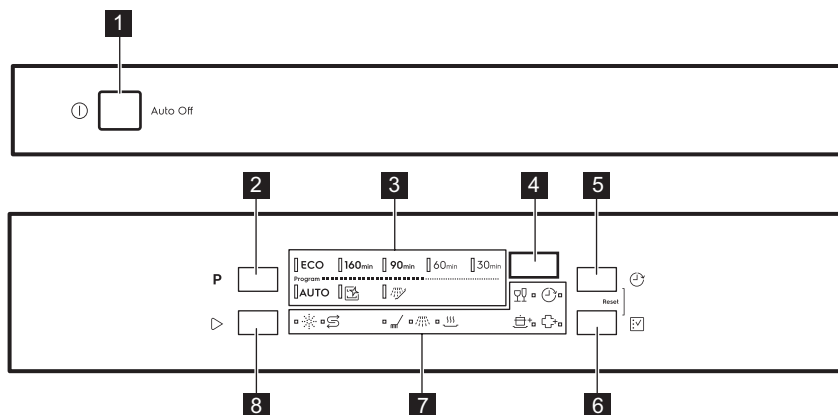 1
Auto Off
2 3 4 5
ECO 160min 90min 60min 30min
P
Program
AUTO
Reset
8 7 6